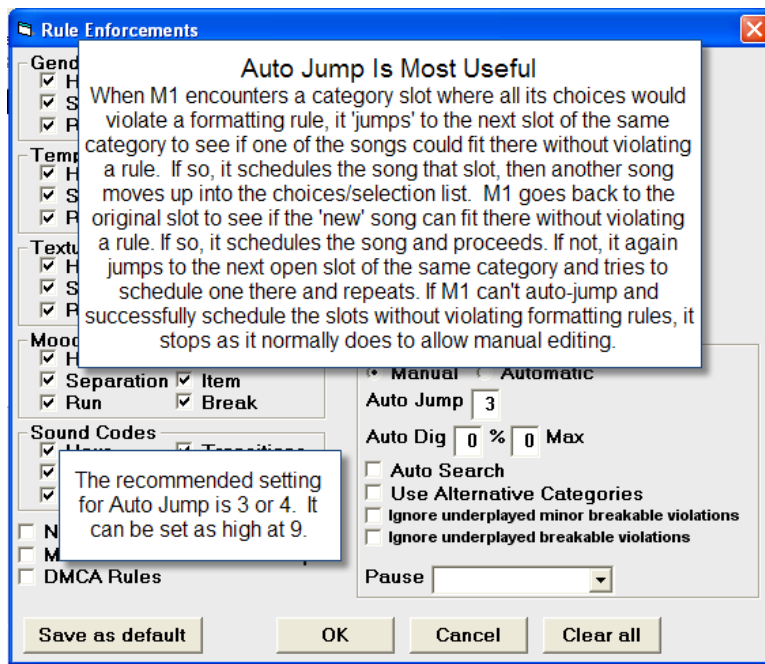 Rule Enforcements
Gend
Auto Jump Is Most Useful
When M1 encounters a category slot where all its choices would
violate a formatting rule, it 'jumps' to the next slot of the same
category to see if one of the songs could fit there without violating
a rule.  If so, it schedules the song that slot, then another song
moves up into the choices/selection list.  M1 goes back to the
original slot to see if the 'new' song can fit there without violating
a rule. If so, it schedules the song and proceeds. If not, it again
jumps to the next open slot of the same category and tries to
schedule one there and repeats. If M1 can't auto-jump and
successfully schedule the slots without violating formatting rules, it
stops as it normally does to allow manual editing.
H
S
R
Temp
H
S
R
Textu
H
S
R
Mood
H
Separation Item
Run Break
Sound Codes
The recommended setting
for Auto Jump is 3 or 4.  It
can be set as high at 9.
N
M
DMCA Rules
Manual Automatic
Auto Jump 3
Auto Dig 0 % 0 Max
Auto Search
Use Alternative Categories
Ignore underplayed minor breakable violations
Ignore underplayed breakable violations
Pause
Save as default OK Cancel Clear all